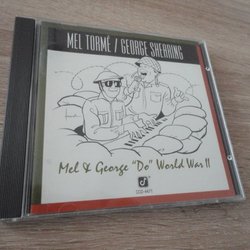 MEL TORMÉ / GEORGE SHEARING
Mel & George "Do" World War II